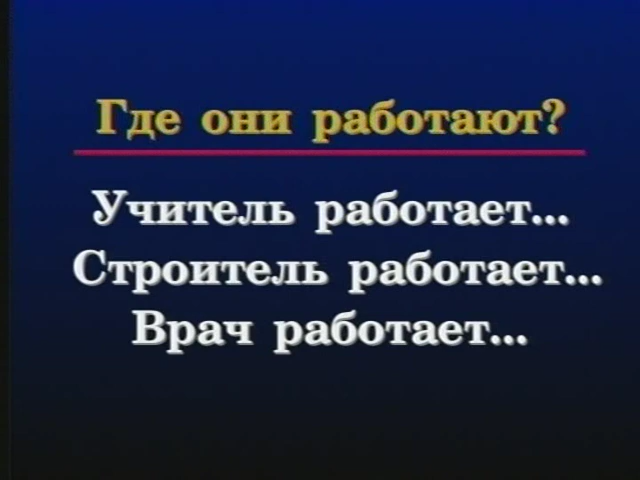 Где они работают?
Учитель работает...
Строитель работает...
Врач работает...